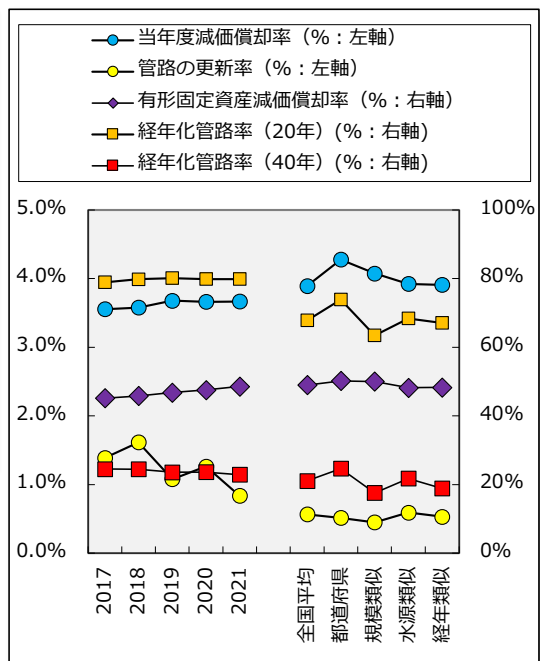 当年度減価償却率（%：左軸）
管路の更新率（%：左軸）
有形固定資産減価償却率（%：右軸）
経年化管路率（20年）(%：右軸)
経年化管路率（40年）(%：右軸)
5.0% 100%
4.0% 80%
3.0% 60%
2.0% 40%
1.0% 20%
0.0% 0%
2017
2018
2019
2020
2021
全国平均
都道府県
規模類似
水源類似
経年類似